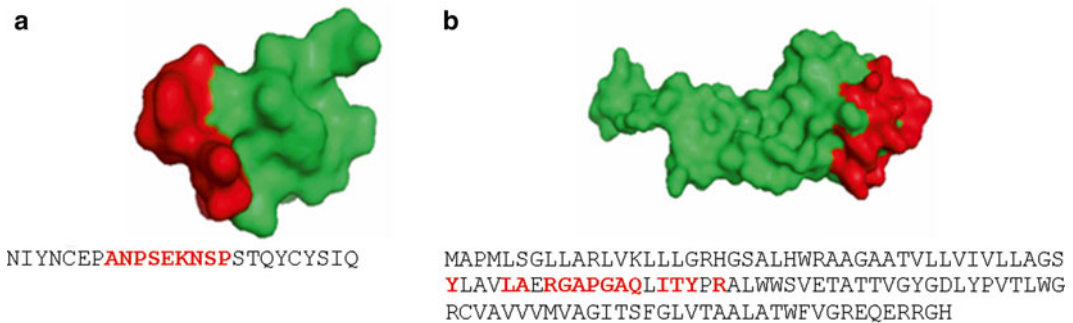 a
b
NIYNCEPANPSEKNSPSTQYCYSIQ
MAPMLSGLLARLVKLLLGRHGSALHWRAAGAATVLLVIVLLAGS
YLAVLAERGAPGAQLITYPRALWWSVETATTVGYGDLYPVTLWG
RCVAVVVMVAGITSFGLVTAALATWFVGREQERRGH